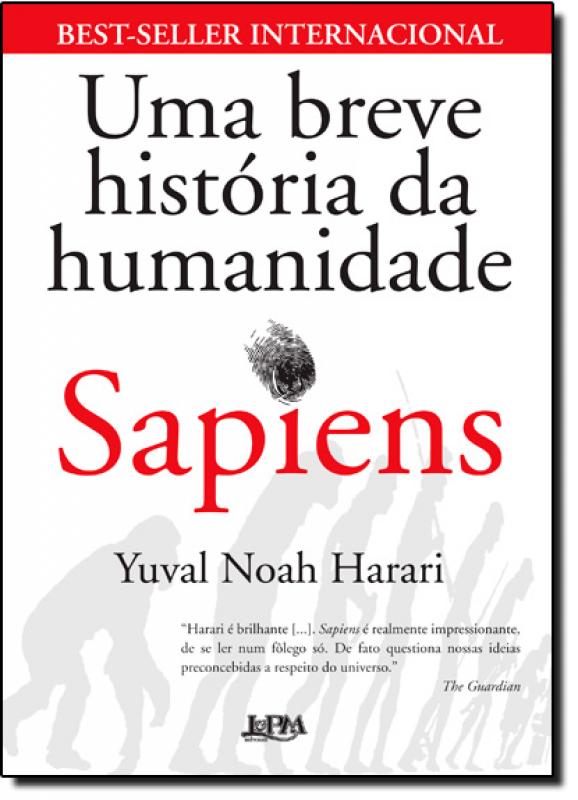 BEST-SELLER INTERNACIONAL
Uma breve
história da
humanidade
Sapiens
Yuval Noah Harari
“Harari é brilhante [...]. Sapiens é realmente impressionante,
de se ler num fôlego só. De fato questiona nossas ideias
preconcebidas a respeito do universo.”
The Guardian
L&PM